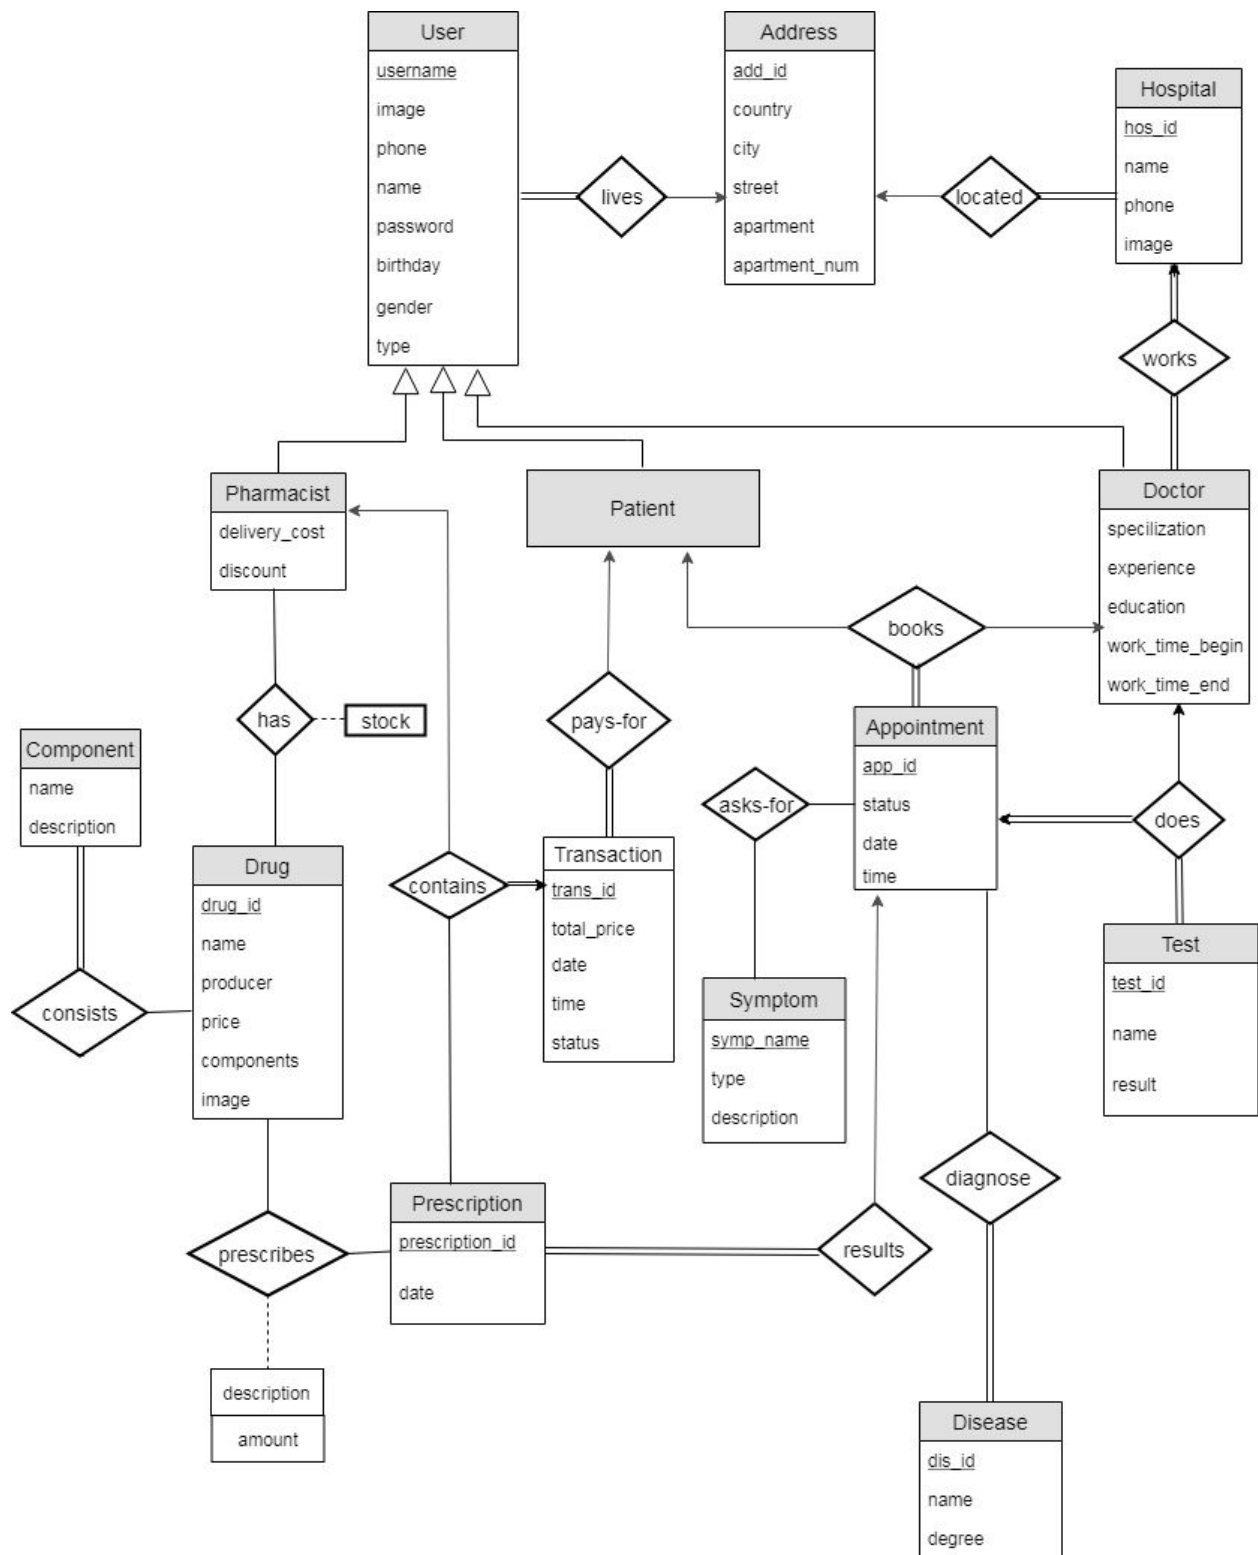 User
username
image
phone
name
password
birthday
gender
type
Address
add_id
country
city
street
apartment
apartment_num
Hospital
hos_id
name
phone
image
lives
located
works
Pharmacist
delivery_cost
discount
Patient
Doctor
specilization
experience
education
work_time_begin
work_time_end
books
has
stock
pays-for
Component
name
description
Appointment
app_id
status
date
time
asks-for
does
Drug
drug_id
name
producer
price
components
image
contains
Transaction
trans_id
total_price
date
time
status
consists
Symptom
symp_name
type
description
Test
test_id
name
result
diagnose
Prescription
prescription_id
date
prescribes
results
description
amount
Disease
dis_id
name
degree